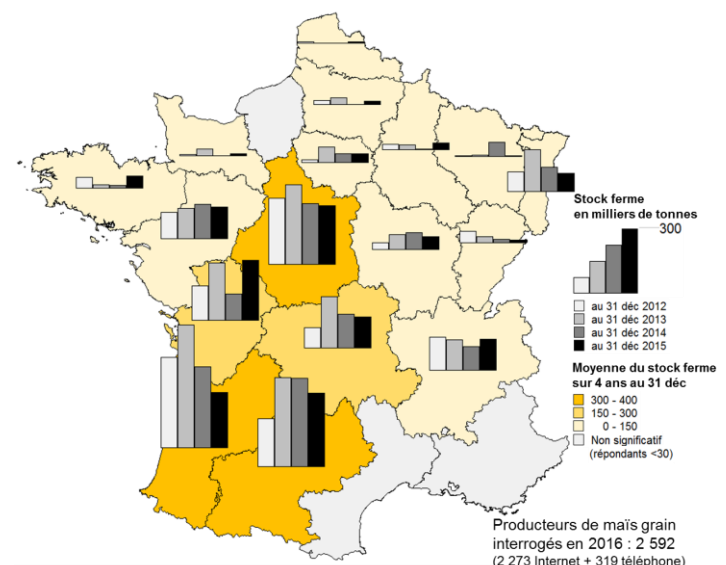 Stock ferme
en milliers de tonnes
300
au 31 déc 2012
au 31 déc 2013
au 31 déc 2014
au 31 déc 2015
Moyenne du stock ferme
sur 4 ans au 31 déc
300 - 400
150 - 300
0 - 150
Non significatif
(répondants <30)
Producteurs de maïs grain
interrogés en 2016 : 2 592
(2 273 Internet + 319 téléphone)